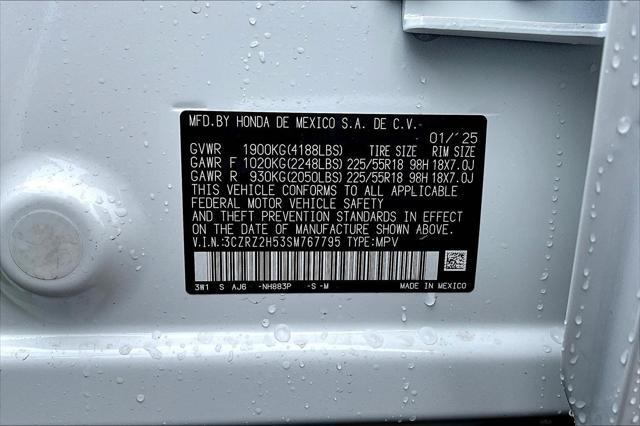 MFD.BY HONDA DE MEXICO S.A. DE C.V.
01/'25
GVWR 1900KG(4188LBS) TIRE SIZE RIM SIZE
GAWR F 1020KG(2248LBS) 225/55R18 98H 18X7.0J
GAWR R 930KG(2050LBS) 225/55R18 98H 18X7.0J
THIS VEHICLE CONFORMS TO ALL APPLICABLE
FEDERAL MOTOR VEHICLE SAFETY
AND THEFT PREVENTION STANDARDS IN EFFECT
ON THE DATE OF MANUFACTURE SHOWN ABOVE.
V.I.N.:3CZRZ2H53SM767795 TYPE:MPV
3W1 S AJ6 -NH883P -S-M MADE IN MEXICO